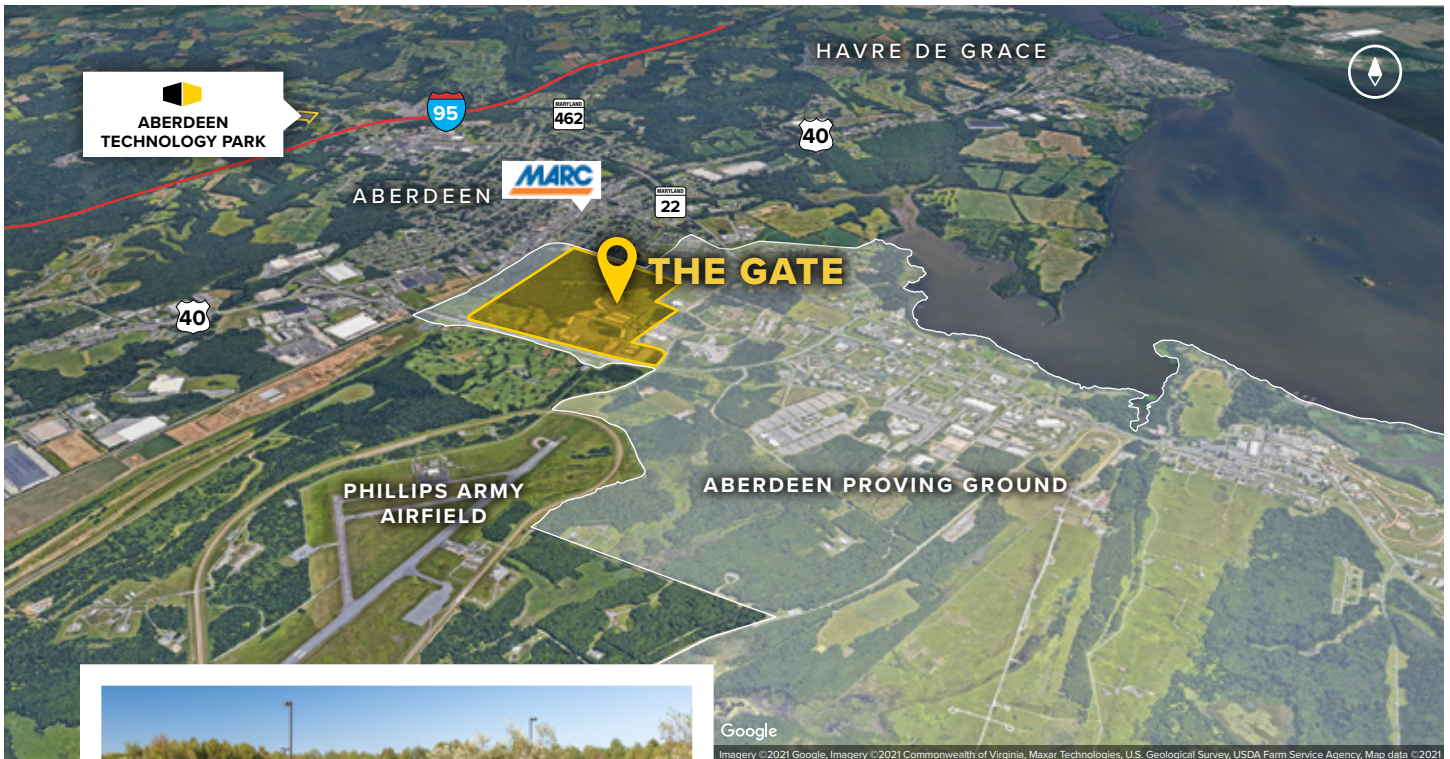 HAVRE DE GRACE
ABERDEEN
TECHNOLOGY PARK
95
MARYLAND
462
40
ABERDEEN
MARC
MARYLAND
22
THE GATE
40
PHILLIPS ARMY
AIRFIELD
ABERDEEN PROVING GROUND
Google
Imagery ©2021 Google, Imagery ©2021 Commonwealth of Virginia, Maxar Technologies, U.S. Geological Survey, USDA Farm Service Agency, Map data ©2021